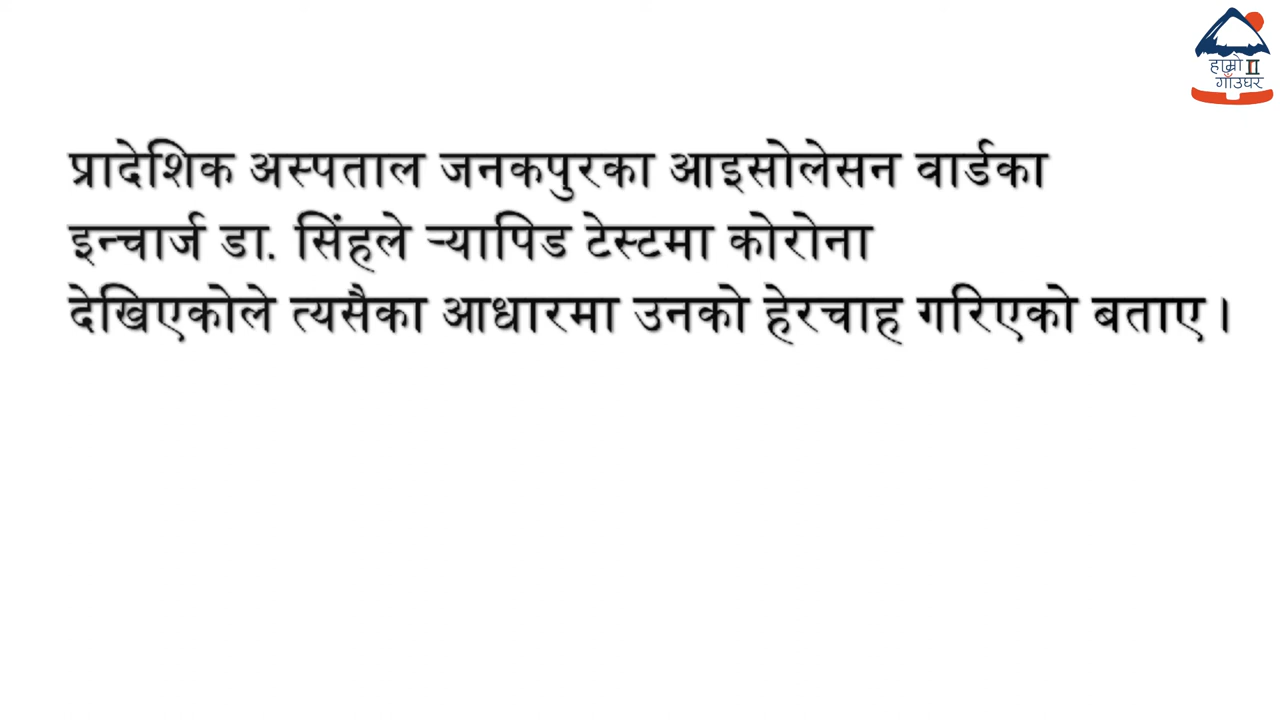 हाम्रो
गाँउघर
प्रादेशिक अस्पताल जनकपुरका आइसोलेसन वार्डका
इन्चार्ज डा. सिंहले ऱ्यापिड टेस्टमा कोरोना
देखिएकोले त्यसैका आधारमा उनको हेरचाह गरिएको बताए।